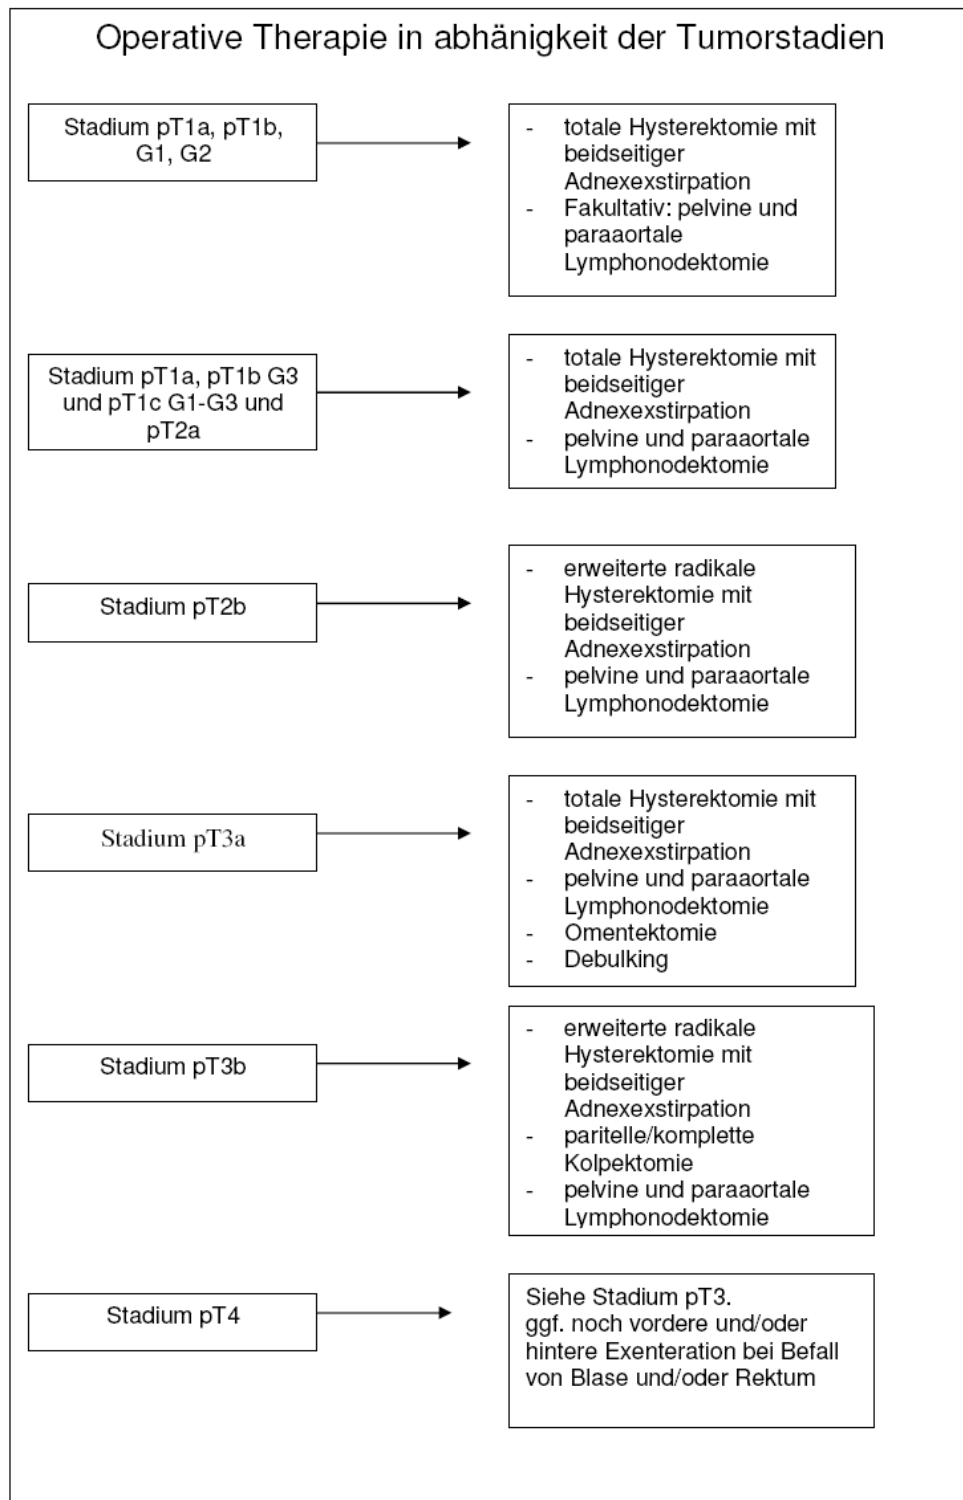 Operative Therapie in abhänigkeit der Tumorstadien
Stadium pT1a, pT1b,
G1, G2
- totale Hysterektomie mit
beidseitiger
Adnexexstirpation
- Fakultativ: pelvine und
paraaortale
Lymphonodektomie
Stadium pT1a, pT1b G3
und pT1c G1-G3 und
pT2a
- totale Hysterektomie mit
beidseitiger
Adnexexstirpation
- pelvine und paraaortale
Lymphonodektomie
Stadium pT2b
- erweiterte radikale
Hysterektomie mit
beidseitiger
Adnexexstirpation
- pelvine und paraaortale
Lymphonodektomie
Stadium pT3a
- totale Hysterektomie mit
beidseitiger
Adnexexstirpation
- pelvine und paraaortale
Lymphonodektomie
- Omentektomie
- Debulking
Stadium pT3b
- erweiterte radikale
Hysterektomie mit
beidseitiger
Adnexexstirpation
- paritelle/komplette
Kolpektomie
- pelvine und paraaortale
Lymphonodektomie
Stadium pT4
Siehe Stadium pT3.
ggf. noch vordere und/oder
hintere Exenteration bei Befall
von Blase und/oder Rektum